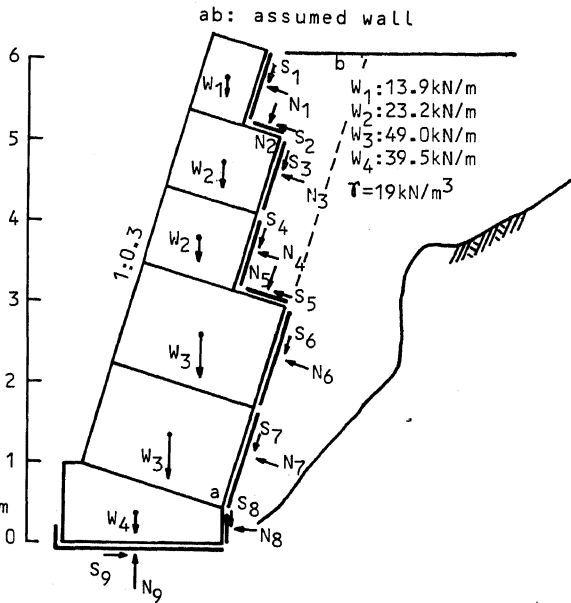 ab: assumed wall
6
5
4
3
2
1
m
0
b
W₁:13.9kN/m
W₂:23.2kN/m
W₃:49.0kN/m
W₄:39.5kN/m
γ=19kN/m³
1:0.3
W₁
W₂
W₂
W₃
W₃
W₄
a
S₁
N₁
S₂
N₂
S₃
N₃
S₄
N₄
N₅
S₅
S₆
N₆
S₇
N₇
S₈
N₈
S₉
N₉